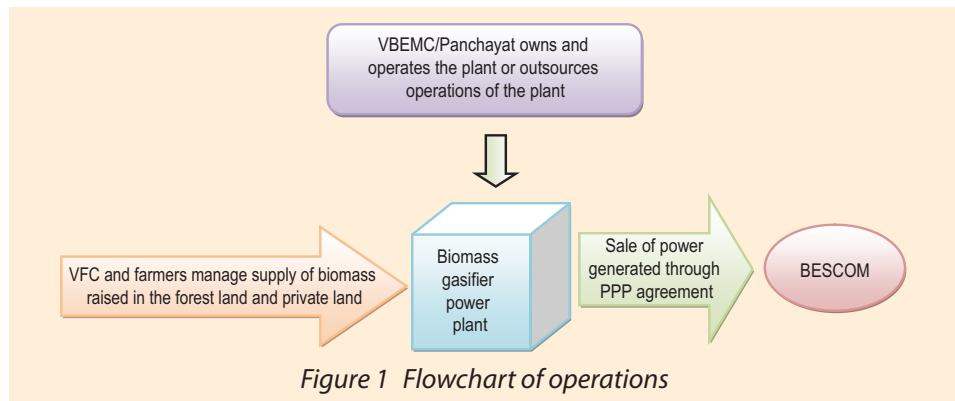 VBEMC/Panchayat owns and
operates the plant or outsources
operations of the plant
VFC and farmers manage supply of biomass
raised in the forest land and private land
Biomass
gasifier
power
plant
Sale of power
generated through
PPP agreement
BESCOM
Figure 1 Flowchart of operations